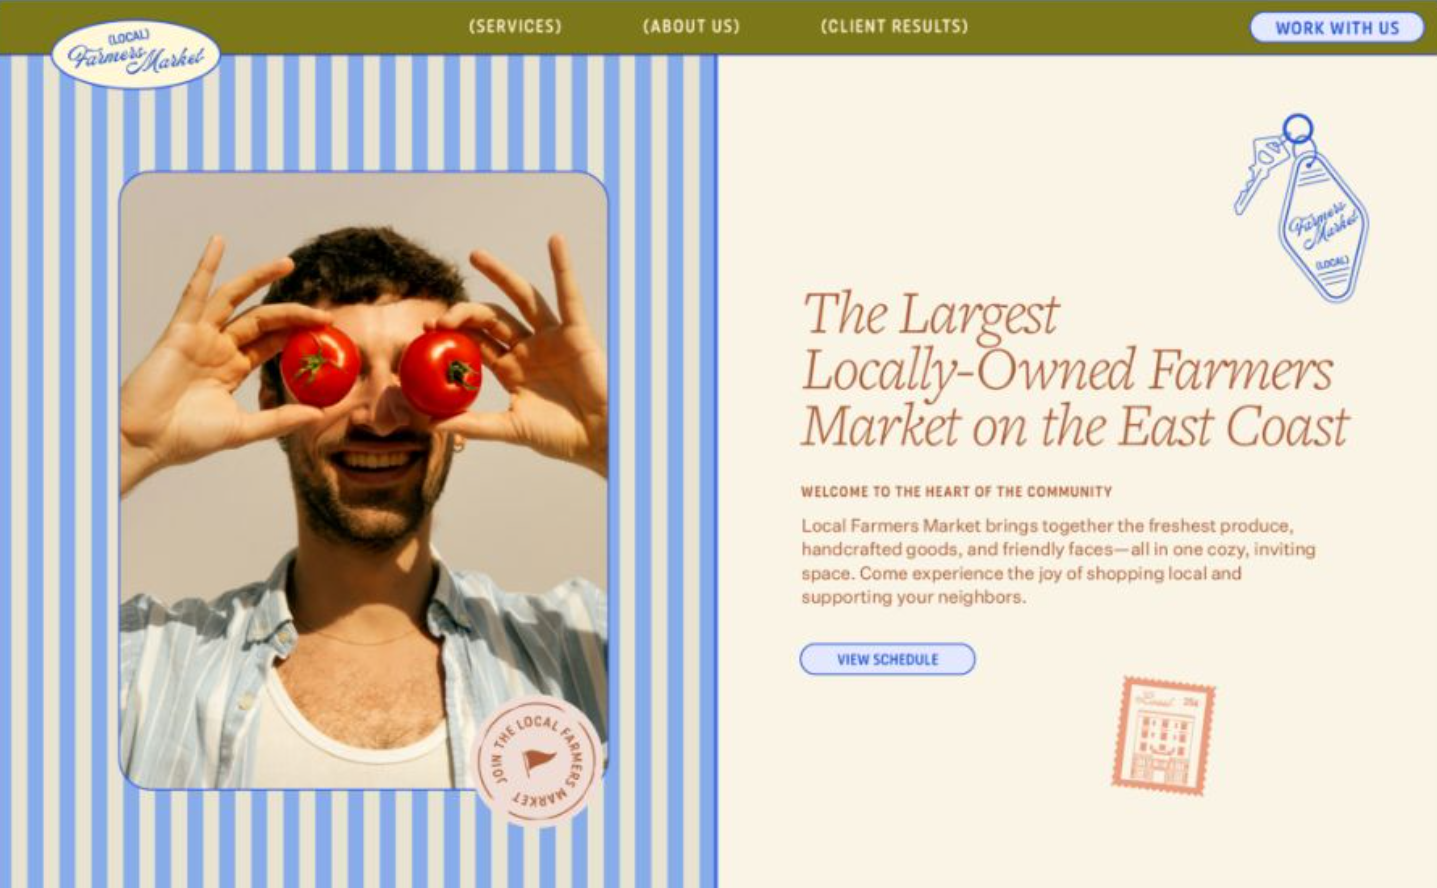 (LOCAL)
Farmers
Market
(SERVICES)
(ABOUT US)
(CLIENT RESULTS)
WORK WITH US
Farmers
Market
(LOCAL)
The Largest
Locally-Owned Farmers
Market on the East Coast
WELCOME TO THE HEART OF THE COMMUNITY
Local Farmers Market brings together the freshest produce,
handcrafted goods, and friendly faces—all in one cozy, inviting
space. Come experience the joy of shopping local and
supporting your neighbors.
VIEW SCHEDULE
JOIN THE LOCAL FARMERS MARKET
Local